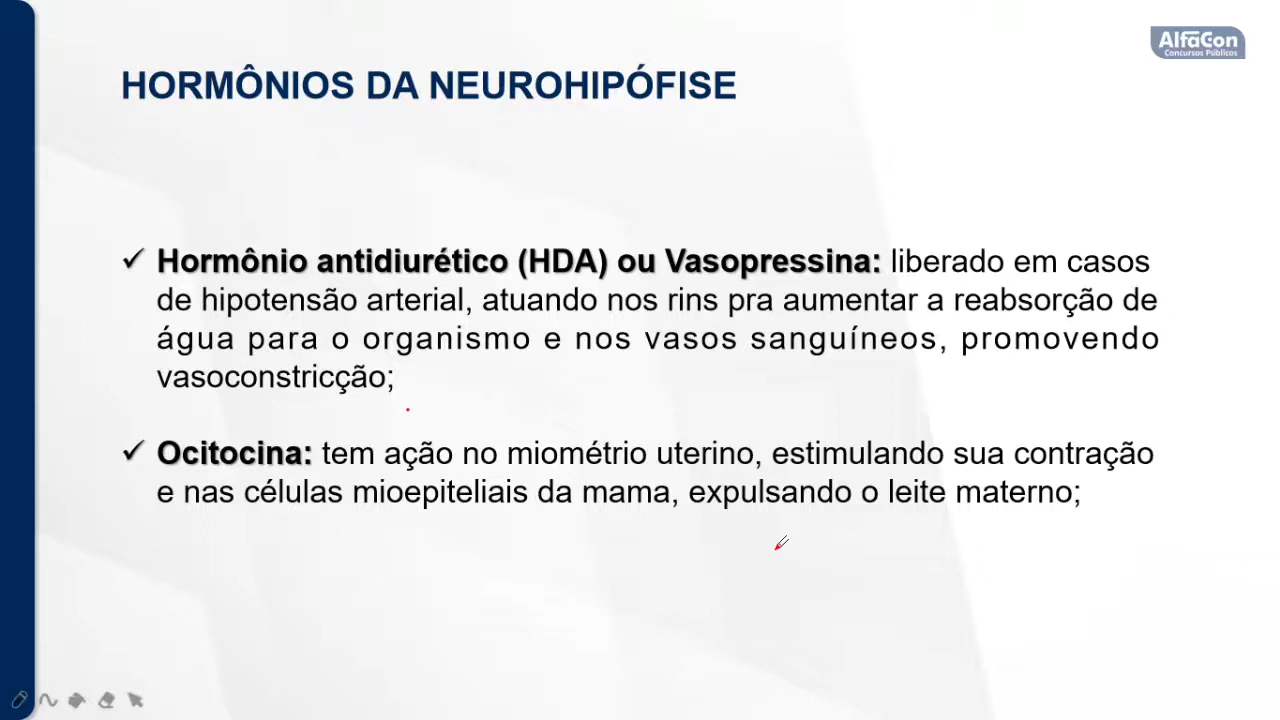 AlfaCon
Concursos Públicos
HORMÔNIOS DA NEUROHIPÓFISE
✓ Hormônio antidiurético (HDA) ou Vasopressina: liberado em casos
de hipotensão arterial, atuando nos rins pra aumentar a reabsorção de
água para o organismo e nos vasos sanguíneos, promovendo
vasoconstricção;
✓ Ocitocina: tem ação no miométrio uterino, estimulando sua contração
e nas células mioepiteliais da mama, expulsando o leite materno;